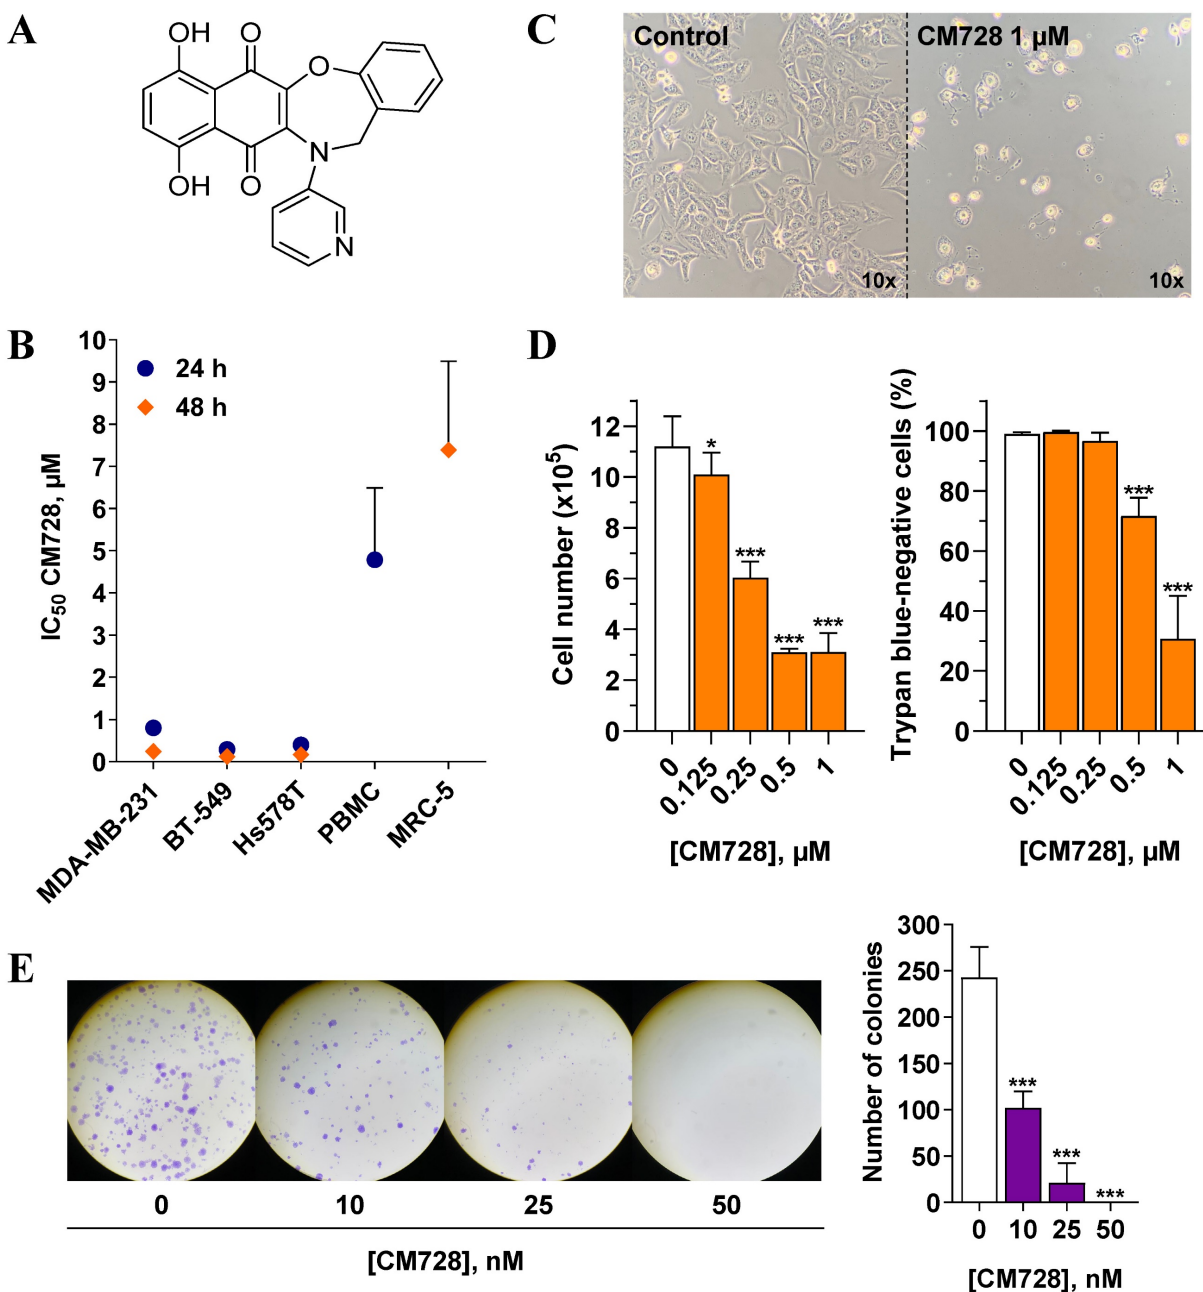 A
OH
O
O
N
OH
O
N
C
Control
CM728 1 µM
10x
10x
B
IC50 CM728, µM
10
9
8
7
6
5
4
3
2
1
0
24 h
48 h
MDA-MB-231
BT-549
Hs578T
PBMC
MRC-5
D
Cell number (x10⁵)
12
10
8
6
4
2
0
*
***
***
***
0
0.125
0.25
0.5
1
[CM728], µM
Trypan blue-negative cells (%)
100
80
60
40
20
0
***
***
0
0.125
0.25
0.5
1
[CM728], µM
E
0
10
25
50
[CM728], nM
Number of colonies
300
250
200
150
100
50
0
***
***
***
0
10
25
50
[CM728], nM